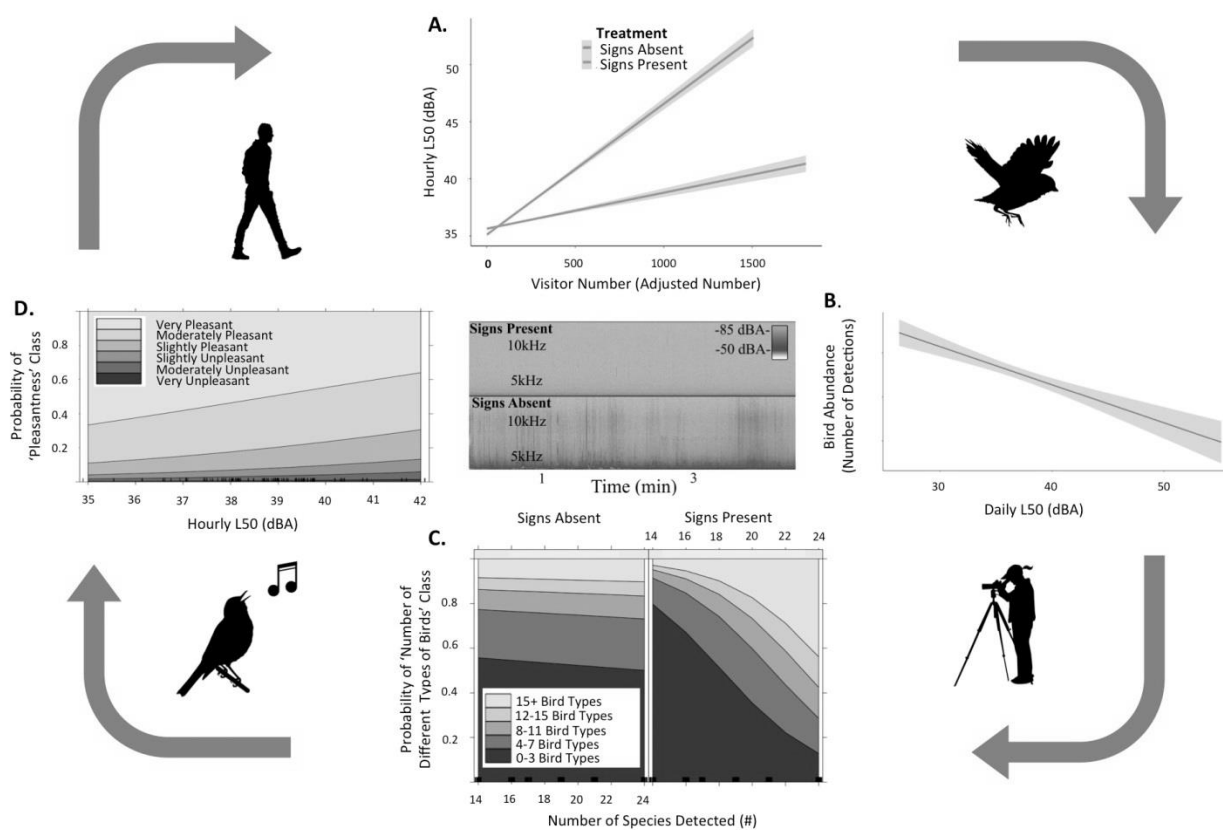 A.
Treatment
Signs Absent
Signs Present
Hourly L50 (dBA)
50
45
40
35
0
500
1000
1500
Visitor Number (Adjusted Number)
D.
Very Pleasant
Moderately Pleasant
Slightly Pleasant
Slightly Unpleasant
Moderately Unpleasant
Very Unpleasant
Probability of
'Pleasantness' Class
0.8
0.6
0.4
0.2
35
36
37
38
39
40
41
42
Hourly L50 (dBA)
Signs Present
10kHz
5kHz
-85 dBA-
-50 dBA-
Signs Absent
10kHz
5kHz
1
3
Time (min)
B.
Bird Abundance
(Number of Detections)
30
40
50
Daily L50 (dBA)
C.
Signs Absent
Signs Present
14
16
18
20
22
24
Probability of 'Number of
Different Types of Birds' Class
0.8
0.6
0.4
0.2
15+ Bird Types
12-15 Bird Types
8-11 Bird Types
4-7 Bird Types
0-3 Bird Types
14
16
18
20
22
24
14
16
18
20
22
24
Number of Species Detected (#)